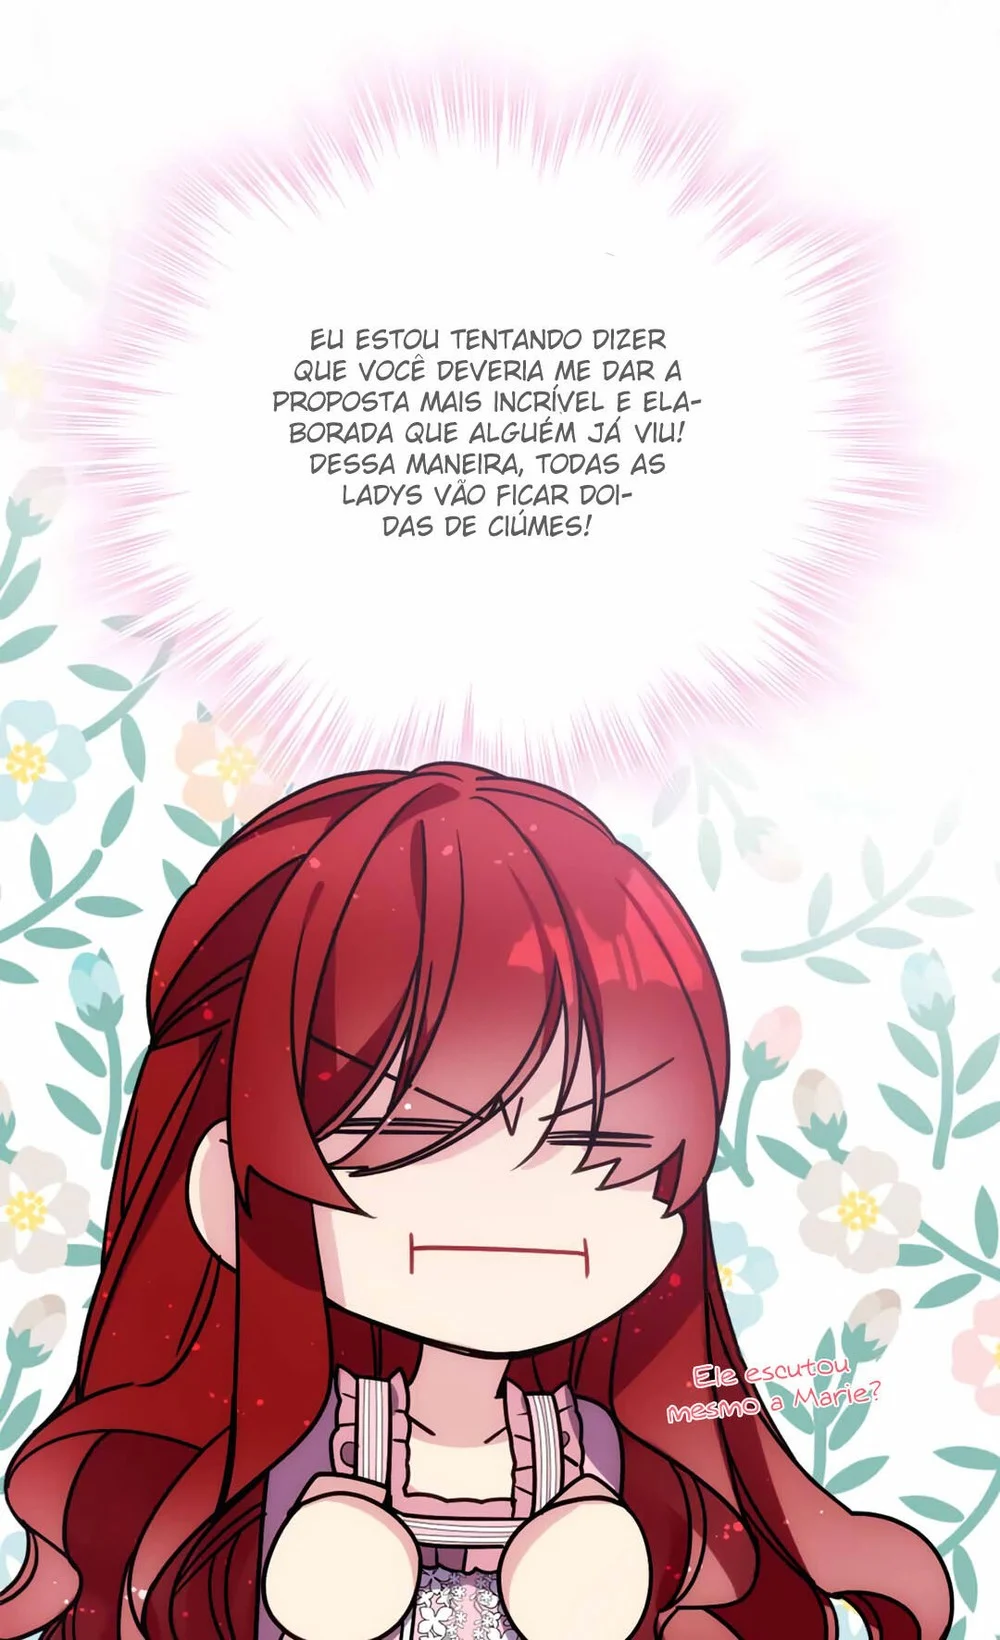 EU ESTOU TENTANDO DIZER
QUE VOCÊ DEVERIA ME DAR A
PROPOSTA MAIS INCRÍVEL E ELA-
BORADA QUE ALGUÉM JÁ VIU!
DESSA MANEIRA, TODAS AS
LADYS VÃO FICAR DOI-
DAS DE CIÚMES!
Ele escutou
mesmo a Marie?